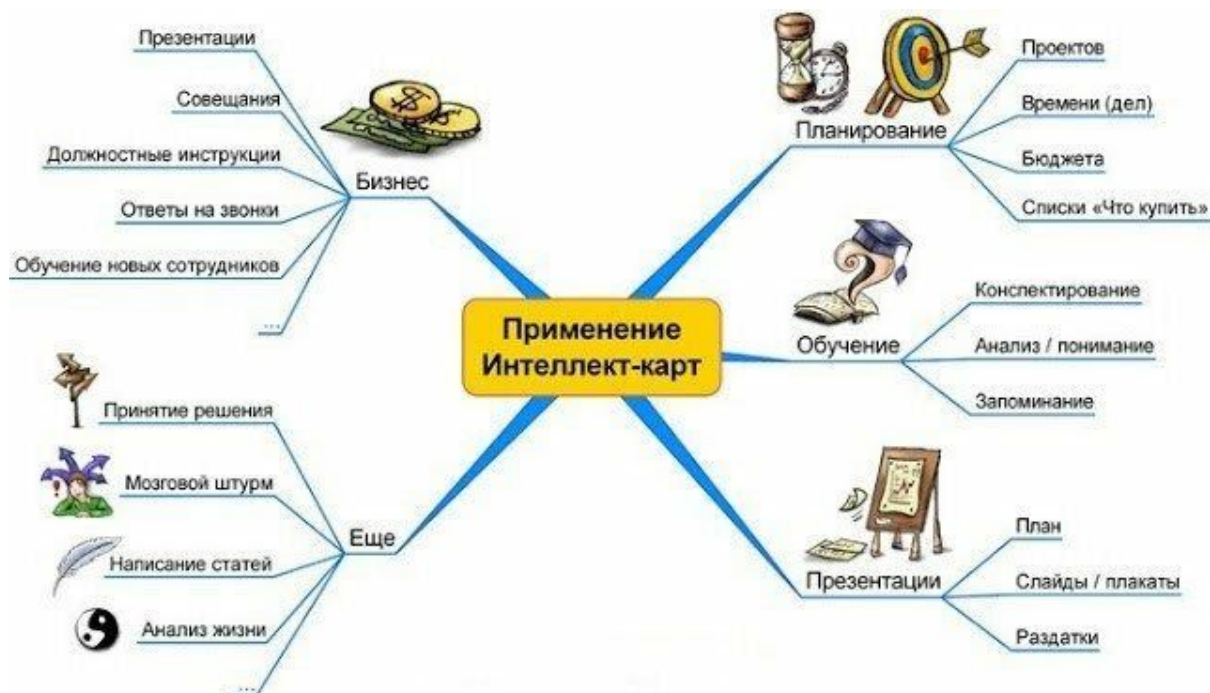 Применение
Интеллект-карт
Планирование
Проектов
Времени (дел)
Бюджета
Списки «Что купить»
Обучение
Конспектирование
Анализ / понимание
Запоминание
Презентации
План
Слайды / плакаты
Раздатки
Бизнес
Презентации
Совещания
Должностные инструкции
Ответы на звонки
Обучение новых сотрудников
...
Еще
Принятие решения
Мозговой штурм
Написание статей
Анализ жизни
...